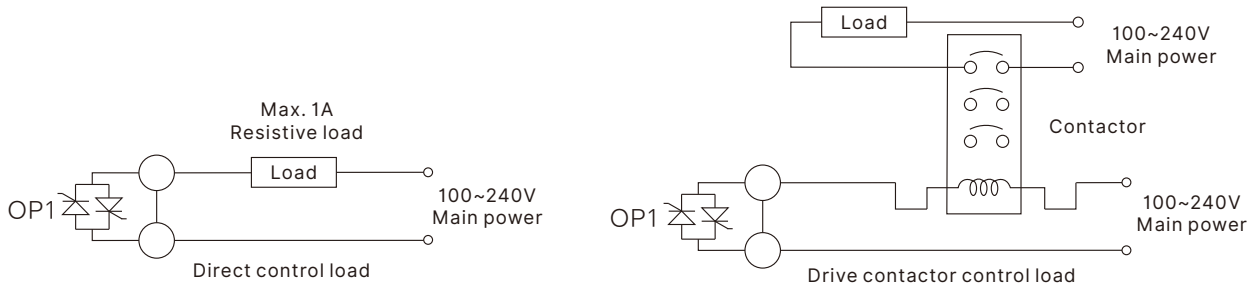 Max. 1A
Resistive load
Load
OP1
100~240V
Main power
Direct control load
Load
100~240V
Main power
Contactor
OP1
100~240V
Main power
Drive contactor control load